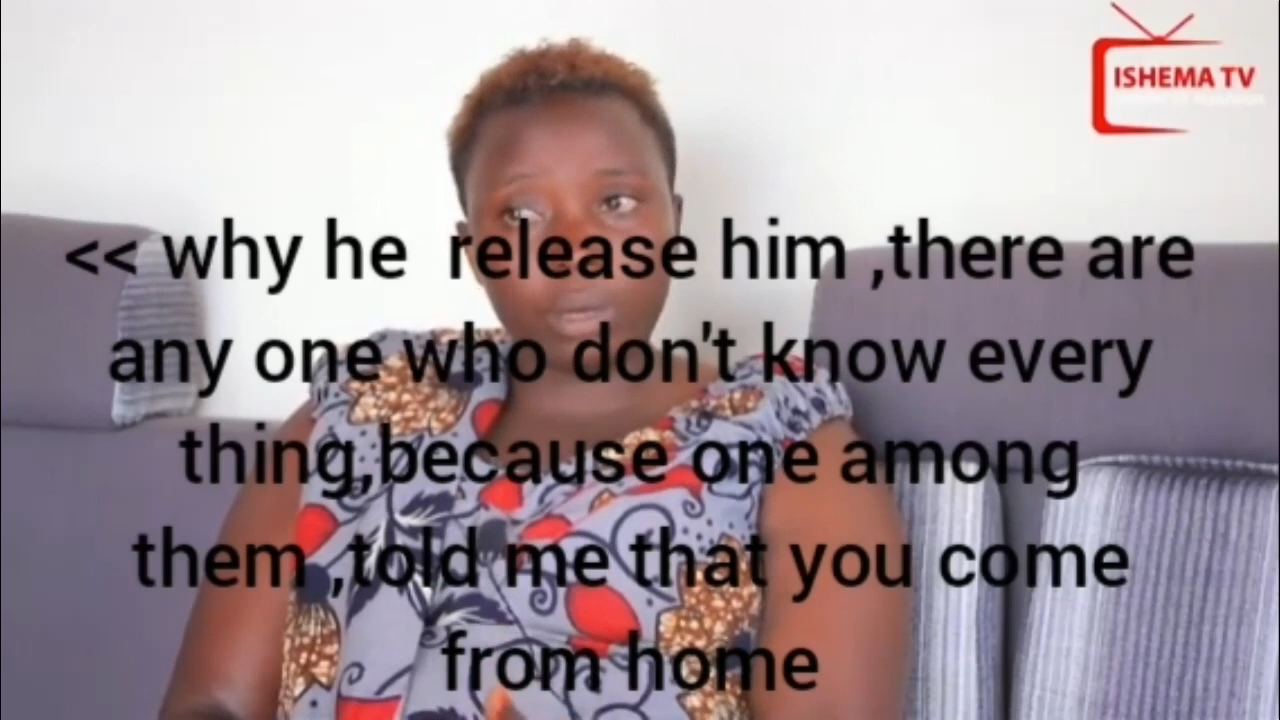 ISHEMA TV
<< why he release him ,there are
any one who don't know every
thing,because one among
them ,told me that you come
from home